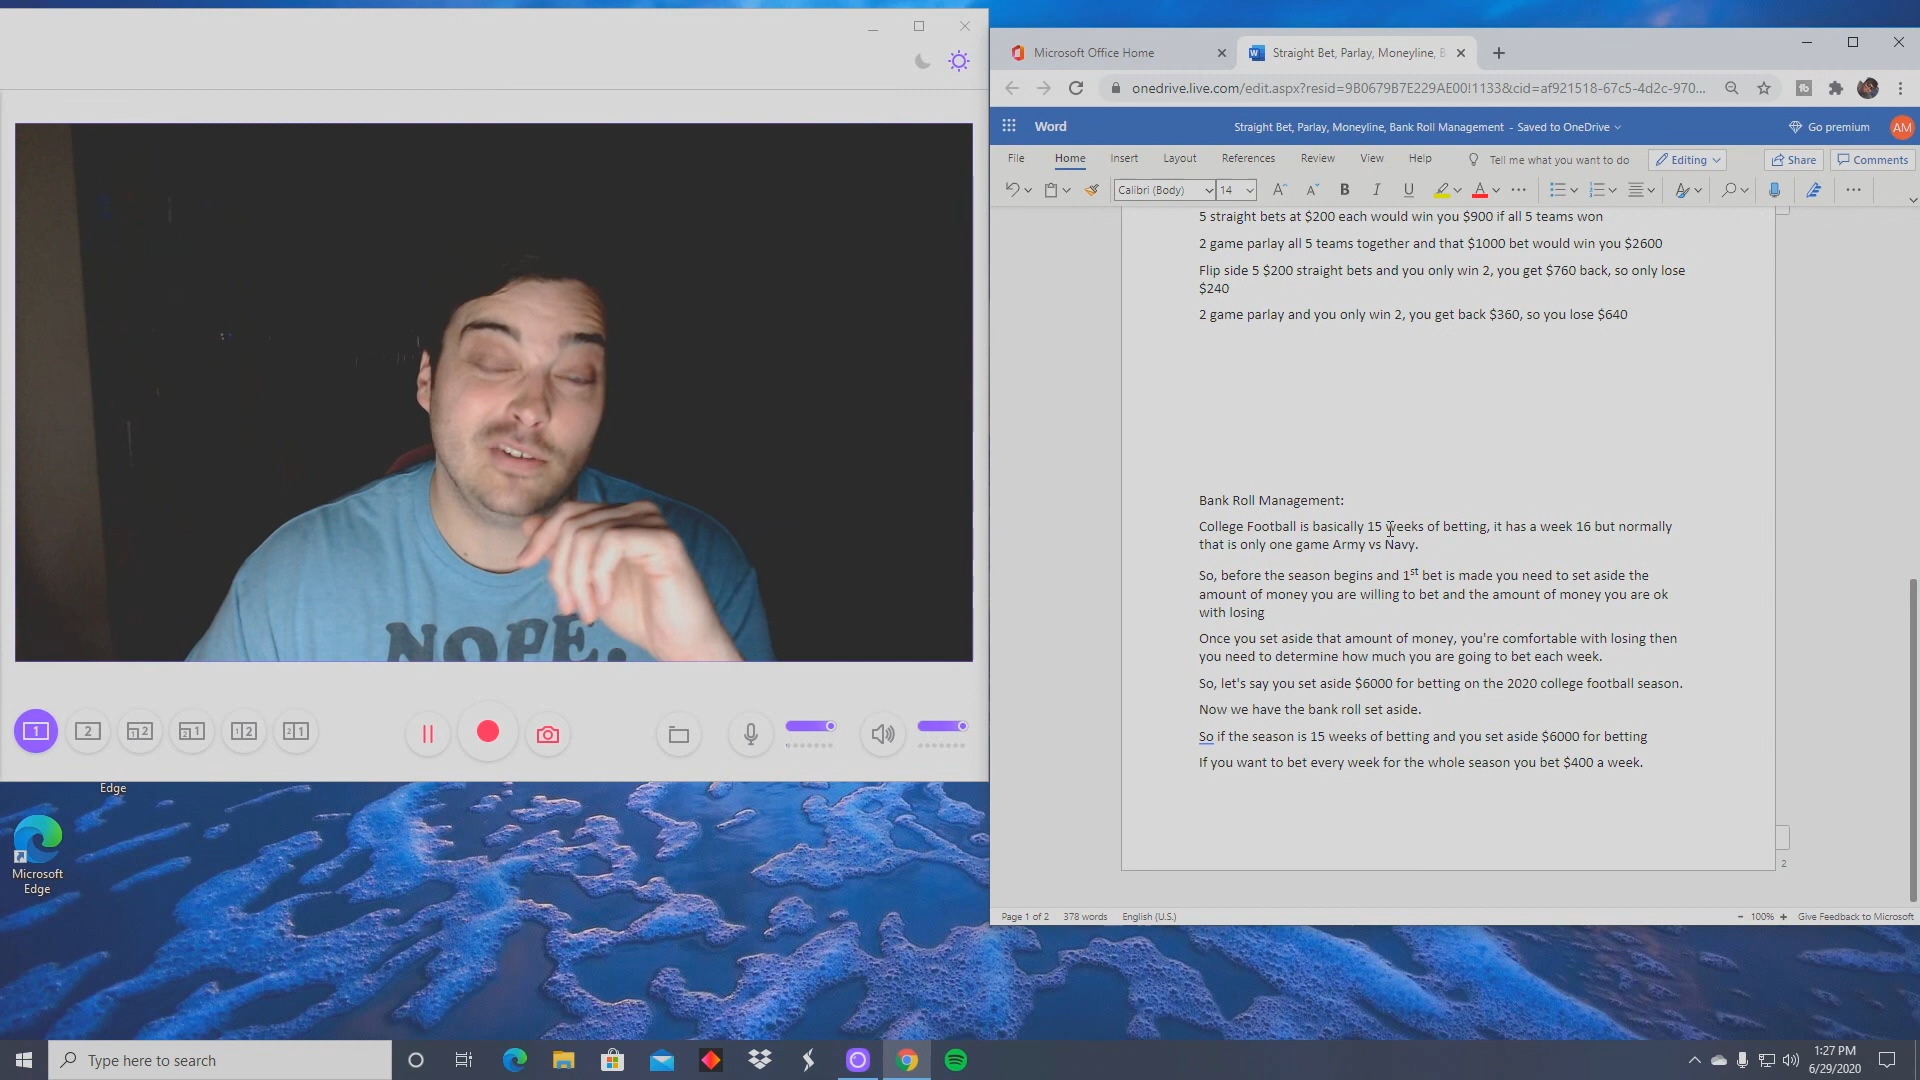 Microsoft Office Home
Straight Bet, Parlay, Moneyline, B
onedrive.live.com/edit.aspx?resid=9B0679B7E229AE00!1133&cid=af921518-67c5-4d2c-970...
Word
Straight Bet, Parlay, Moneyline, Bank Roll Management - Saved to OneDrive
Go premium
AM
File Home Insert Layout References Review View Help Tell me what you want to do Editing Share Comments
Calibri (Body) 14
5 straight bets at $200 each would win you $900 if all 5 teams won
2 game parlay all 5 teams together and that $1000 bet would win you $2600
Flip side 5 $200 straight bets and you only win 2, you get $760 back, so only lose
$240
2 game parlay and you only win 2, you get back $360, so you lose $640
Bank Roll Management:
College Football is basically 15 weeks of betting, it has a week 16 but normally
that is only one game Army vs Navy.
So, before the season begins and 1st bet is made you need to set aside the
amount of money you are willing to bet and the amount of money you are ok
with losing
Once you set aside that amount of money, you're comfortable with losing then
you need to determine how much you are going to bet each week.
So, let's say you set aside $6000 for betting on the 2020 college football season.
Now we have the bank roll set aside.
So if the season is 15 weeks of betting and you set aside $6000 for betting
If you want to bet every week for the whole season you bet $400 a week.
2
Page 1 of 2 378 words English (U.S.) 100% Give Feedback to Microsoft
NOPE.
1 2 1 2 2 1 1 2 2 1
Edge
Microsoft
Edge
Type here to search
1:27 PM
6/29/2020